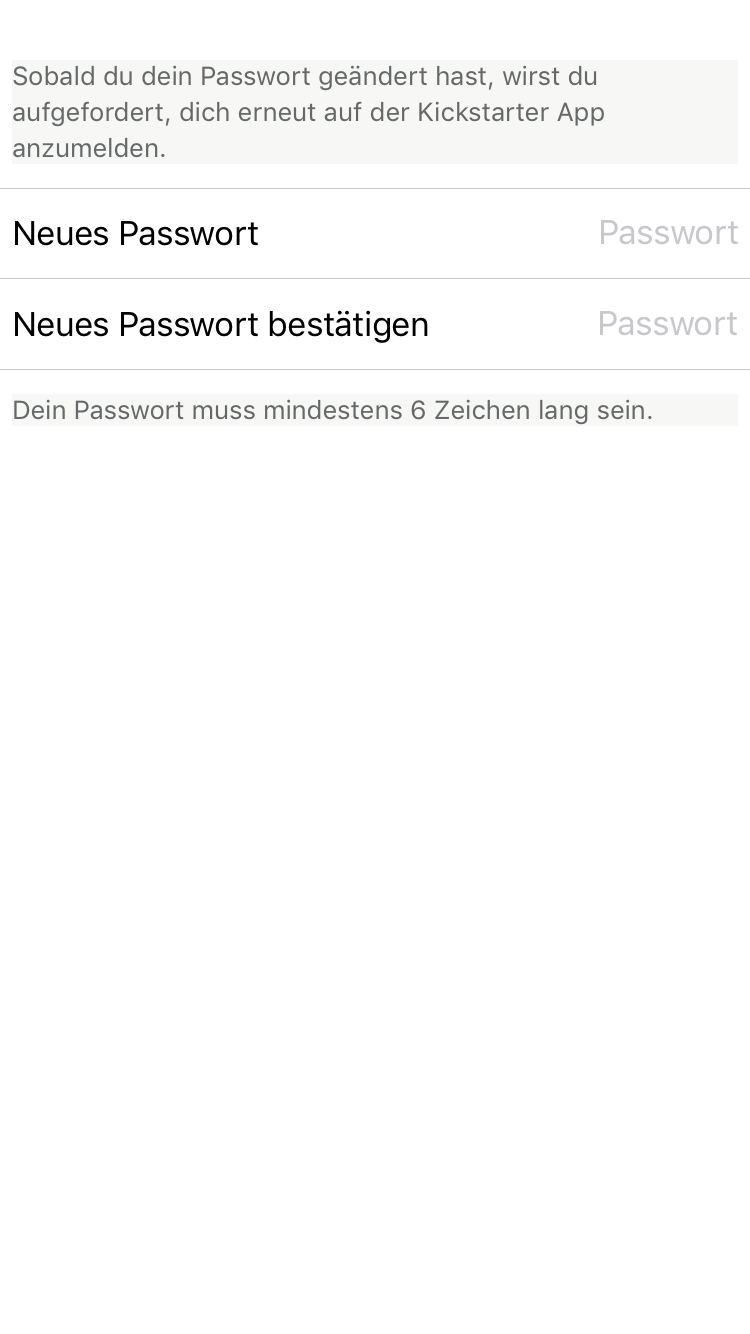 Sobald du dein Passwort geändert hast, wirst du
aufgefordert, dich erneut auf der Kickstarter App
anzumelden.
Neues Passwort Passwort
Neues Passwort bestätigen Passwort
Dein Passwort muss mindestens 6 Zeichen lang sein.